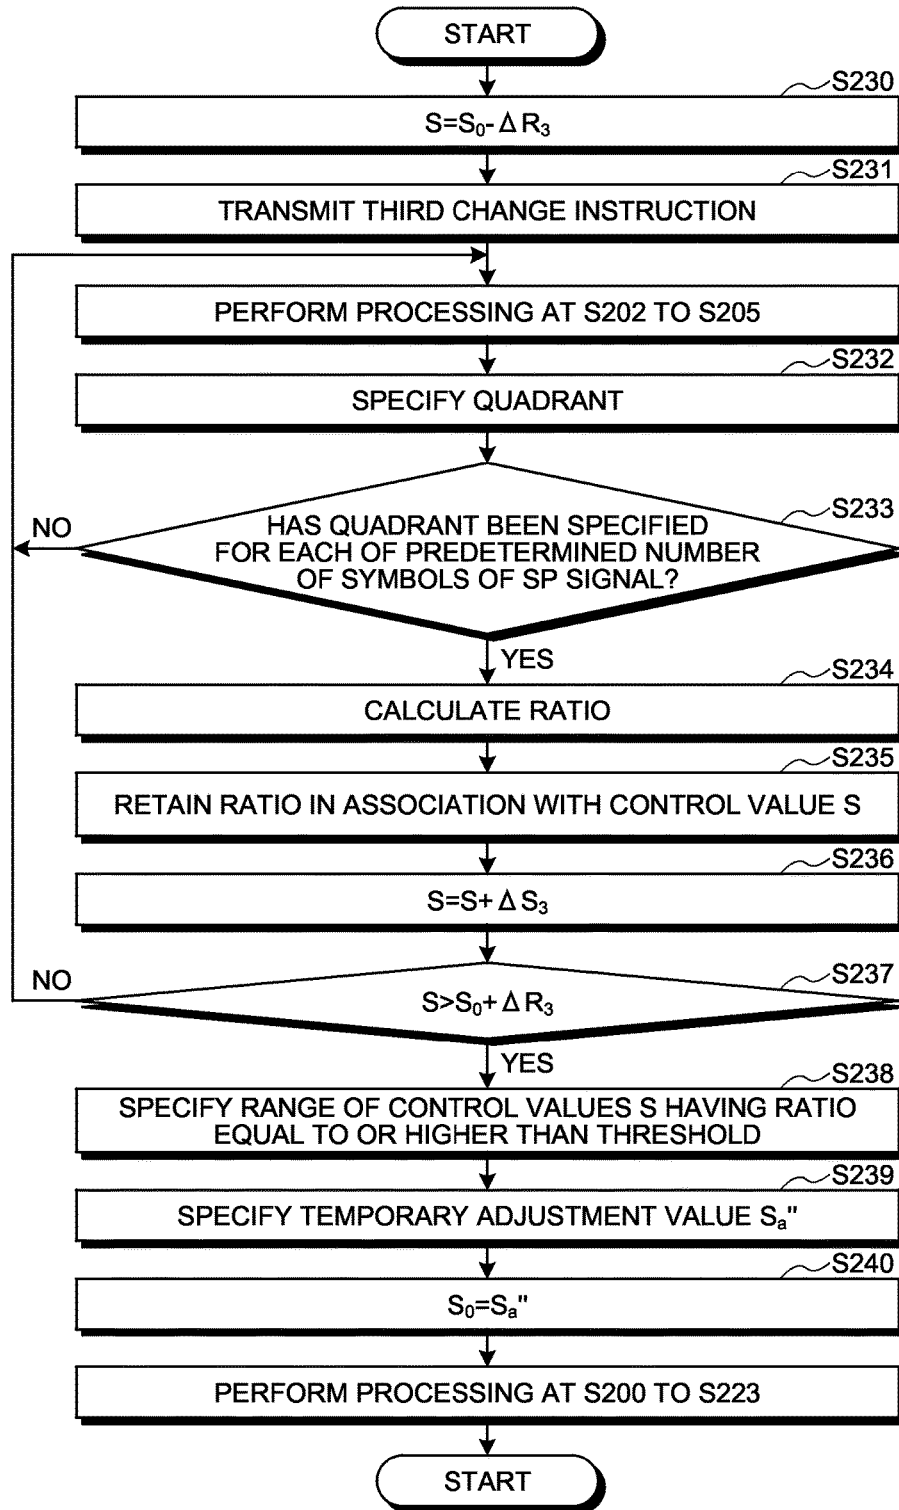 START
S230
S=S₀-ΔR₃
S231
TRANSMIT THIRD CHANGE INSTRUCTION
PERFORM PROCESSING AT S202 TO S205
S232
SPECIFY QUADRANT
S233
NO
HAS QUADRANT BEEN SPECIFIED
FOR EACH OF PREDETERMINED NUMBER
OF SYMBOLS OF SP SIGNAL?
YES
S234
CALCULATE RATIO
S235
RETAIN RATIO IN ASSOCIATION WITH CONTROL VALUE S
S236
S=S+ΔS₃
S237
NO
S>S₀+ΔR₃
YES
S238
SPECIFY RANGE OF CONTROL VALUES S HAVING RATIO
EQUAL TO OR HIGHER THAN THRESHOLD
S239
SPECIFY TEMPORARY ADJUSTMENT VALUE Sₐ"
S240
S₀=Sₐ"
PERFORM PROCESSING AT S200 TO S223
START